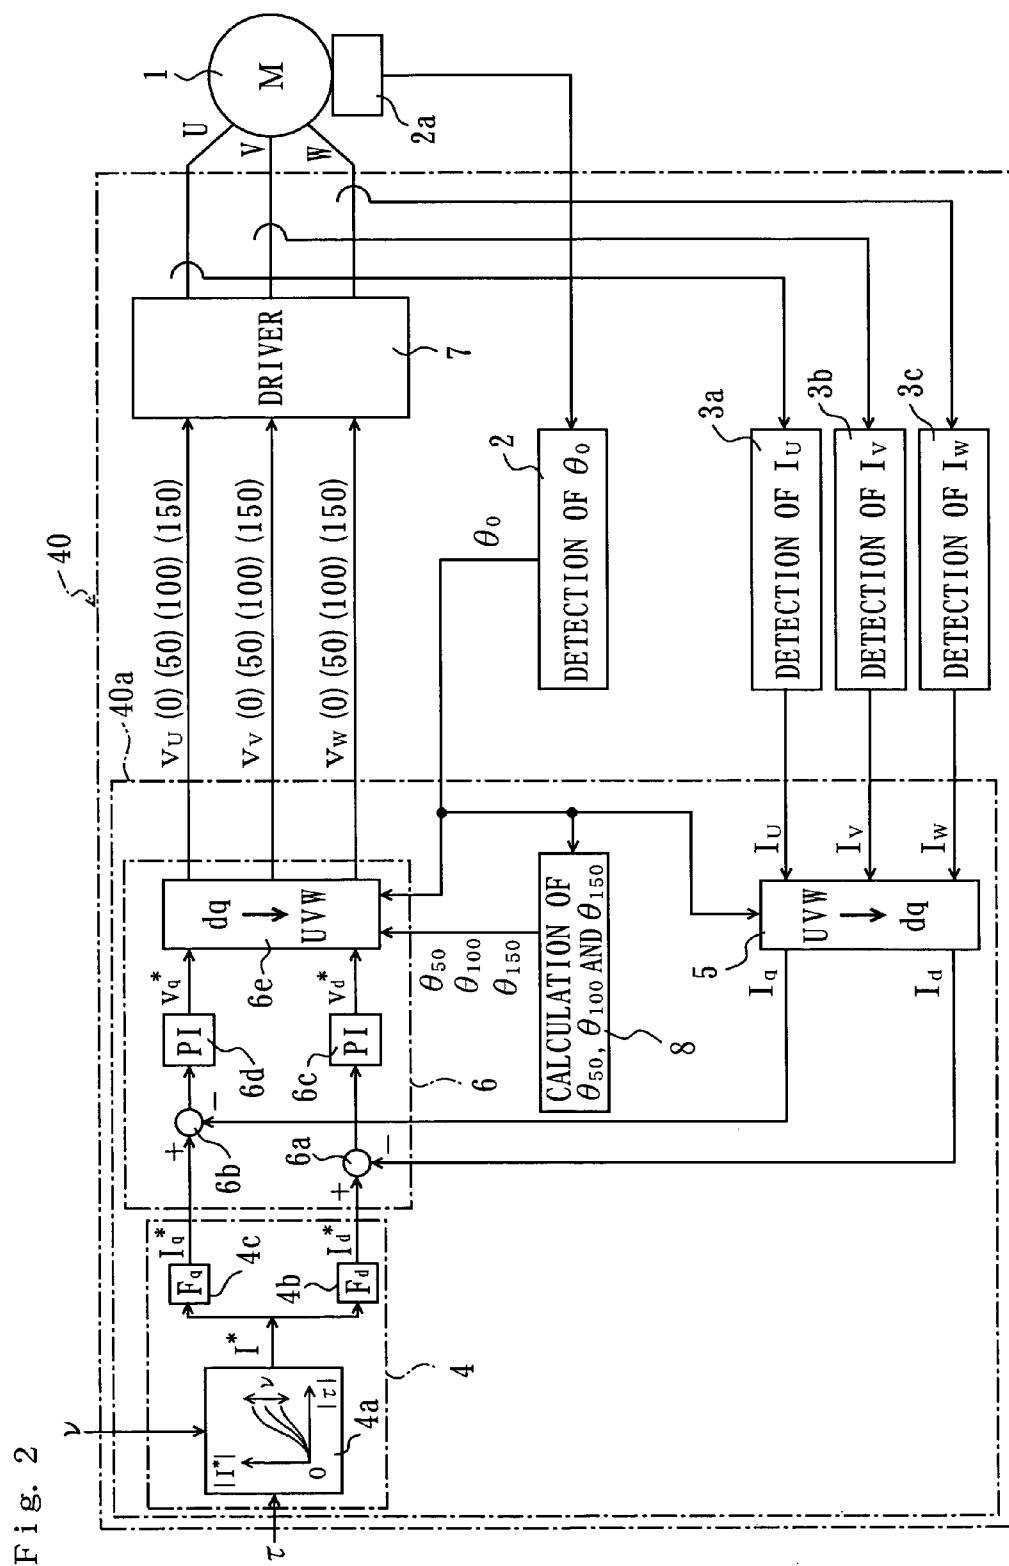 Fig. 2
40
40a
τ
ν
|I*|
ν
0
|τ|
4a
4
I*
Fq
4c
Fd
4b
Iq*
Id*
+
−
6b
+
−
6a
PI
6d
PI
6c
6
vq*
vd*
dq
→
UVW
6e
vU (0) (50) (100) (150)
vV (0) (50) (100) (150)
vW (0) (50) (100) (150)
DRIVER
7
U
V
W
M
1
2a
θ50
θ100
θ150
θ0
DETECTION OF θ0
2
CALCULATION OF
θ50, θ100 AND θ150
8
UVW
→
dq
5
Iq
Id
IU
IV
IW
DETECTION OF IU
3a
DETECTION OF IV
3b
DETECTION OF IW
3c